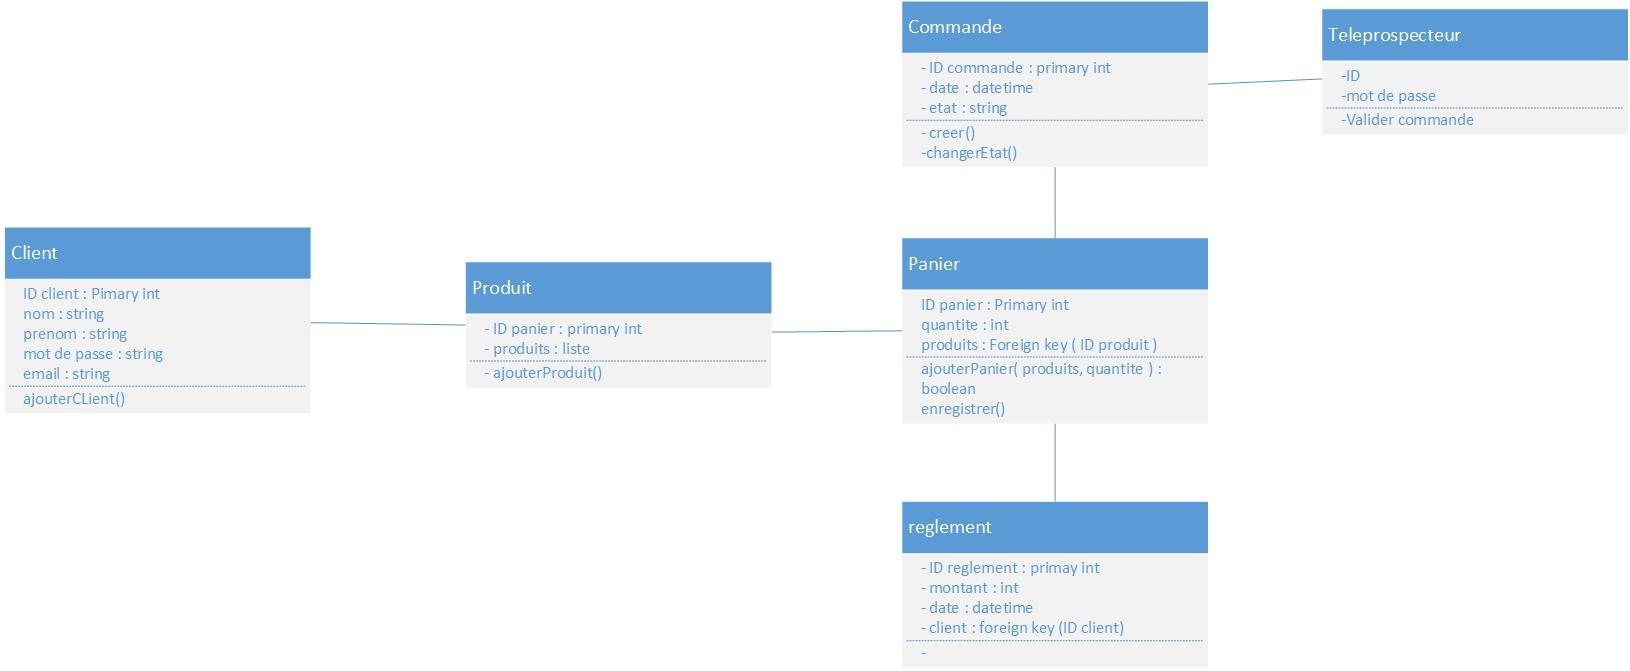 Commande
- ID commande : primary int
- date : datetime
- etat : string
- creer()
-changerEtat()
Teleprospecteur
-ID
-mot de passe
-Valider commande
Client
ID client : Pimary int
nom : string
prenom : string
mot de passe : string
email : string
ajouterCLient()
Produit
- ID panier : primary int
- produits : liste
- ajouterProduit()
Panier
ID panier : Primary int
quantite : int
produits : Foreign key ( ID produit )
ajouterPanier( produits, quantite ) :
boolean
enregistrer()
reglement
- ID reglement : primay int
- montant : int
- date : datetime
- client : foreign key (ID client)
-